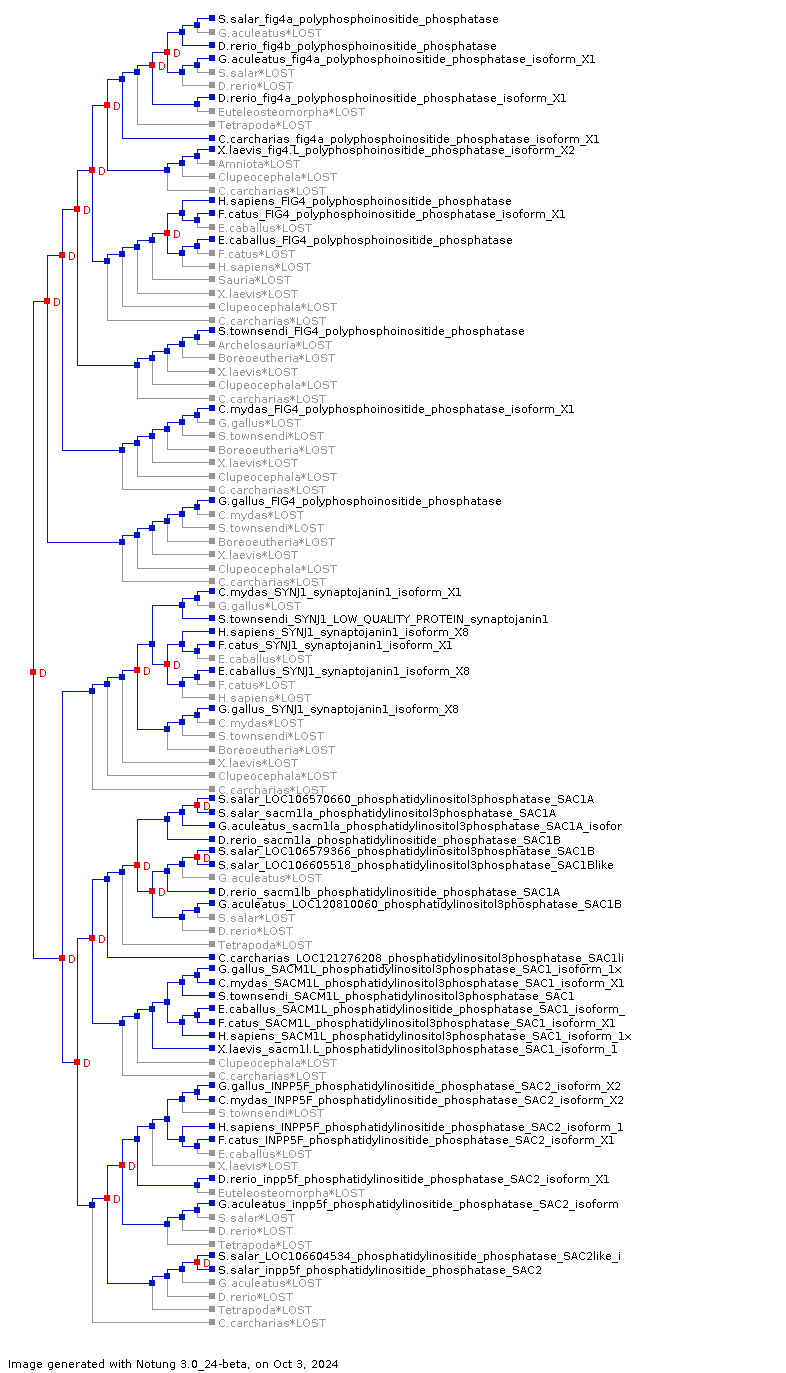 S.salar_fig4a_polyphosphoinositide_phosphatase
G.aculeatus*LOST
D.rerio_fig4b_polyphosphoinositide_phosphatase
D
G.aculeatus_fig4a_polyphosphoinositide_phosphatase_isoform_X1
D
S.salar*LOST
D.rerio*LOST
D.rerio_fig4a_polyphosphoinositide_phosphatase_isoform_X1
D
Euteleosteomorpha*LOST
Tetrapoda*LOST
C.carcharias_fig4a_polyphosphoinositide_phosphatase_isoform_X1
X.laevis_fig4.L_polyphosphoinositide_phosphatase_isoform_X2
Amniota*LOST
D
Clupeocephala*LOST
C.carcharias*LOST
H.sapiens_FIG4_polyphosphoinositide_phosphatase
D
F.catus_FIG4_polyphosphoinositide_phosphatase_isoform_X1
E.caballus*LOST
D
E.caballus_FIG4_polyphosphoinositide_phosphatase
D
F.catus*LOST
H.sapiens*LOST
Sauria*LOST
X.laevis*LOST
D
Clupeocephala*LOST
C.carcharias*LOST
S.townsendi_FIG4_polyphosphoinositide_phosphatase
Archelosauria*LOST
Boreoeutheria*LOST
X.laevis*LOST
Clupeocephala*LOST
C.carcharias*LOST
C.mydas_FIG4_polyphosphoinositide_phosphatase_isoform_X1
G.gallus*LOST
S.townsendi*LOST
Boreoeutheria*LOST
X.laevis*LOST
Clupeocephala*LOST
C.carcharias*LOST
G.gallus_FIG4_polyphosphoinositide_phosphatase
C.mydas*LOST
S.townsendi*LOST
Boreoeutheria*LOST
X.laevis*LOST
Clupeocephala*LOST
C.carcharias*LOST
C.mydas_SYNJ1_synaptojanin1_isoform_X1
G.gallus*LOST
S.townsendi_SYNJ1_LOW_QUALITY_PROTEIN_synaptojanin1
H.sapiens_SYNJ1_synaptojanin1_isoform_X8
F.catus_SYNJ1_synaptojanin1_isoform_X1
E.caballus*LOST
D
E.caballus_SYNJ1_synaptojanin1_isoform_X8
D
D
F.catus*LOST
H.sapiens*LOST
G.gallus_SYNJ1_synaptojanin1_isoform_X8
C.mydas*LOST
S.townsendi*LOST
Boreoeutheria*LOST
X.laevis*LOST
Clupeocephala*LOST
C.carcharias*LOST
S.salar_LOC106570660_phosphatidylinositol3phosphatase_SAC1A
D
S.salar_sacm1la_phosphatidylinositol3phosphatase_SAC1A
G.aculeatus_sacm1la_phosphatidylinositol3phosphatase_SAC1A_isofor
D.rerio_sacm1la_phosphatidylinositide_phosphatase_SAC1B
S.salar_LOC106579366_phosphatidylinositol3phosphatase_SAC1B
D
S.salar_LOC106605518_phosphatidylinositol3phosphatase_SAC1Blike
D
G.aculeatus*LOST
D.rerio_sacm1lb_phosphatidylinositide_phosphatase_SAC1A
D
G.aculeatus_LOC120810060_phosphatidylinositol3phosphatase_SAC1B
S.salar*LOST
D.rerio*LOST
D
Tetrapoda*LOST
C.carcharias_LOC121276208_phosphatidylinositol3phosphatase_SAC1li
D
G.gallus_SACM1L_phosphatidylinositol3phosphatase_SAC1_isoform_1x
C.mydas_SACM1L_phosphatidylinositol3phosphatase_SAC1_isoform_X1
S.townsendi_SACM1L_phosphatidylinositol3phosphatase_SAC1
E.caballus_SACM1L_phosphatidylinositol3phosphatase_SAC1_isoform_
F.catus_SACM1L_phosphatidylinositol3phosphatase_SAC1_isoform_X1
H.sapiens_SACM1L_phosphatidylinositol3phosphatase_SAC1_isoform_1x
X.laevis_sacm1l.L_phosphatidylinositol3phosphatase_SAC1_isoform_1
D
Clupeocephala*LOST
C.carcharias*LOST
G.gallus_INPP5F_phosphatidylinositide_phosphatase_SAC2_isoform_X2
C.mydas_INPP5F_phosphatidylinositide_phosphatase_SAC2_isoform_X2
S.townsendi*LOST
H.sapiens_INPP5F_phosphatidylinositide_phosphatase_SAC2_isoform_1
F.catus_INPP5F_phosphatidylinositide_phosphatase_SAC2_isoform_X1
E.caballus*LOST
D
X.laevis*LOST
D.rerio_inpp5f_phosphatidylinositide_phosphatase_SAC2_isoform_X1
Euteleosteomorpha*LOST
D
G.aculeatus_inpp5f_phosphatidylinositide_phosphatase_SAC2_isoform
S.salar*LOST
D.rerio*LOST
Tetrapoda*LOST
S.salar_LOC106604534_phosphatidylinositide_phosphatase_SAC2like_i
D
S.salar_inpp5f_phosphatidylinositide_phosphatase_SAC2
G.aculeatus*LOST
D.rerio*LOST
Tetrapoda*LOST
C.carcharias*LOST
Image generated with Notung 3.0_24-beta, on Oct 3, 2024